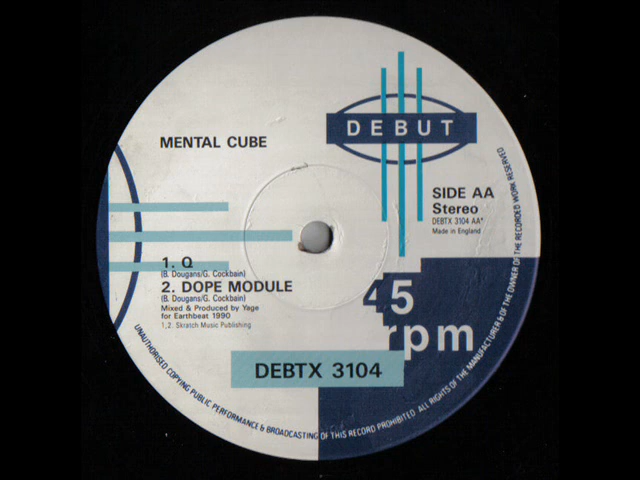 DEBUT
MENTAL CUBE
SIDE AA
Stereo
DEBTX 3104 AA*
Made in England
1. Q
(B. Dougans/G. Cockbain)
2. DOPE MODULE
(B. Dougans/G. Cockbain)
Mixed & Produced by Yage
for Earthbeat 1990
1, 2. Skratch Music Publishing
45
rpm
DEBTX 3104
UNAUTHORISED COPYING PUBLIC PERFORMANCE & BROADCASTING OF THIS RECORD PROHIBITED. ALL RIGHTS OF THE MANUFACTURER & OF THE OWNER OF THE RECORDED WORK RESERVED